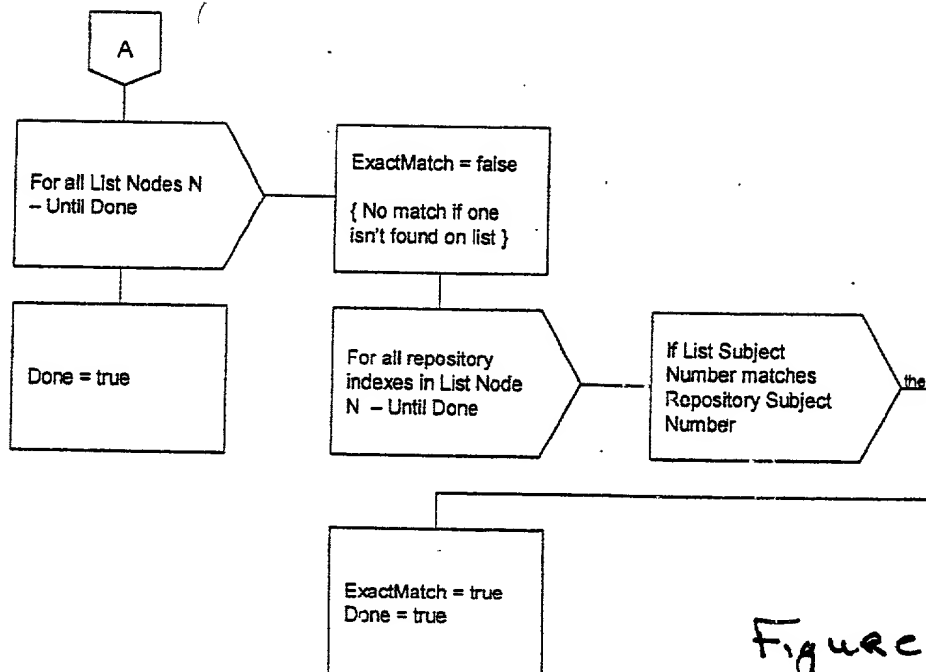 A
For all List Nodes N
– Until Done
ExactMatch = false
{ No match if one
isn't found on list }
Done = true
For all repository
indexes in List Node
N – Until Done
If List Subject
Number matches
Repository Subject
Number
the
ExactMatch = true
Done = true
Figure